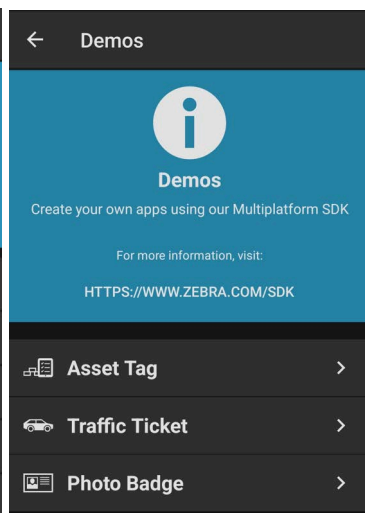 Demos
Demos
Create your own apps using our Multiplatform SDK
For more information, visit:
HTTPS://WWW.ZEBRA.COM/SDK
Asset Tag
Traffic Ticket
Photo Badge